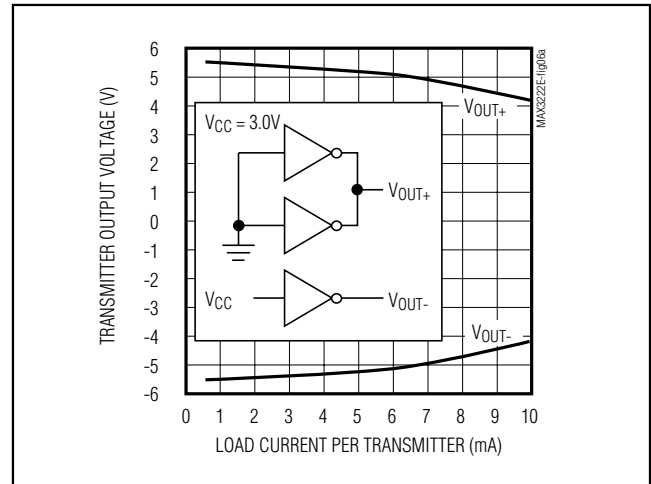 TRANSMITTER OUTPUT VOLTAGE (V)
6
5
4
3
2
1
0
-1
-2
-3
-4
-5
-6
VCC = 3.0V
VOUT+
VCC
VOUT-
VOUT+
VOUT-
MAX3222E-fig06a
0 1 2 3 4 5 6 7 8 9 10
LOAD CURRENT PER TRANSMITTER (mA)